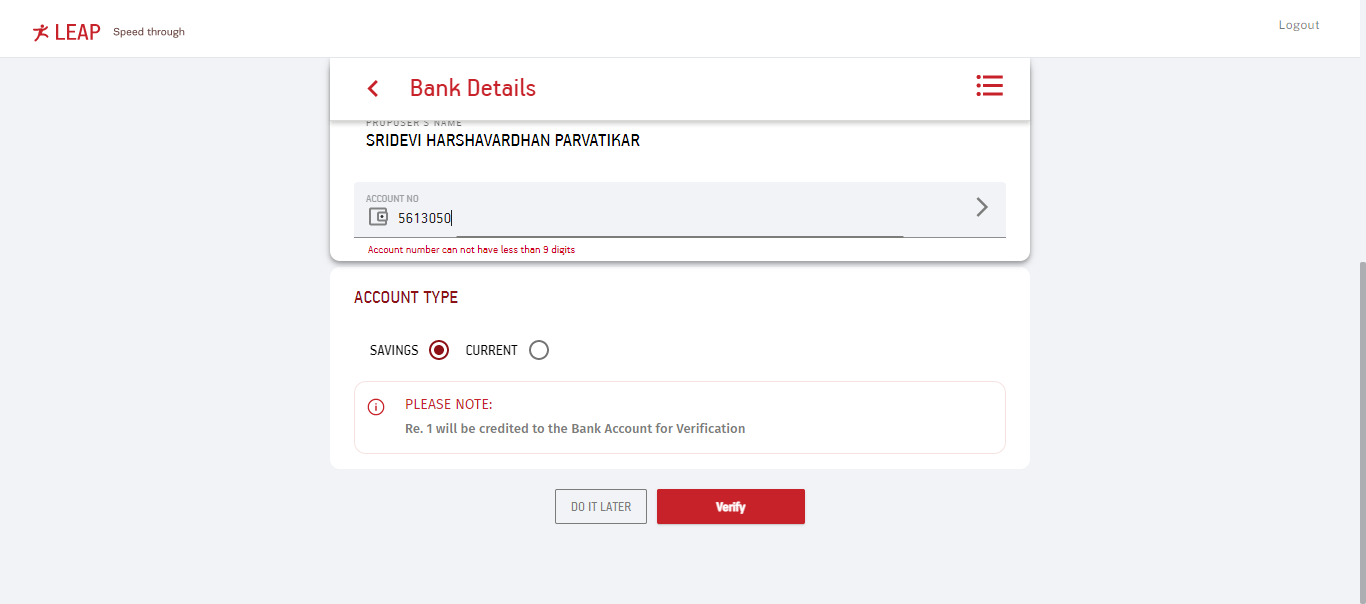 LEAP Speed through
Logout
Bank Details
PROPOSER'S NAME
SRIDEVI HARSHAVARDHAN PARVATIKAR
ACCOUNT NO
5613050
Account number can not have less than 9 digits
ACCOUNT TYPE
SAVINGS CURRENT
PLEASE NOTE:
Re. 1 will be credited to the Bank Account for Verification
DO IT LATER Verify